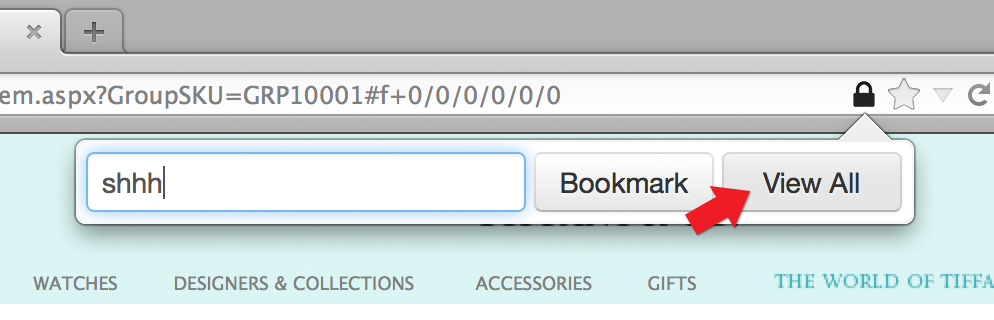 em.aspx?GroupSKU=GRP10001#f+0/0/0/0/0/0
shhh
Bookmark
View All
WATCHES
DESIGNERS & COLLECTIONS
ACCESSORIES
GIFTS
THE WORLD OF TIFFA